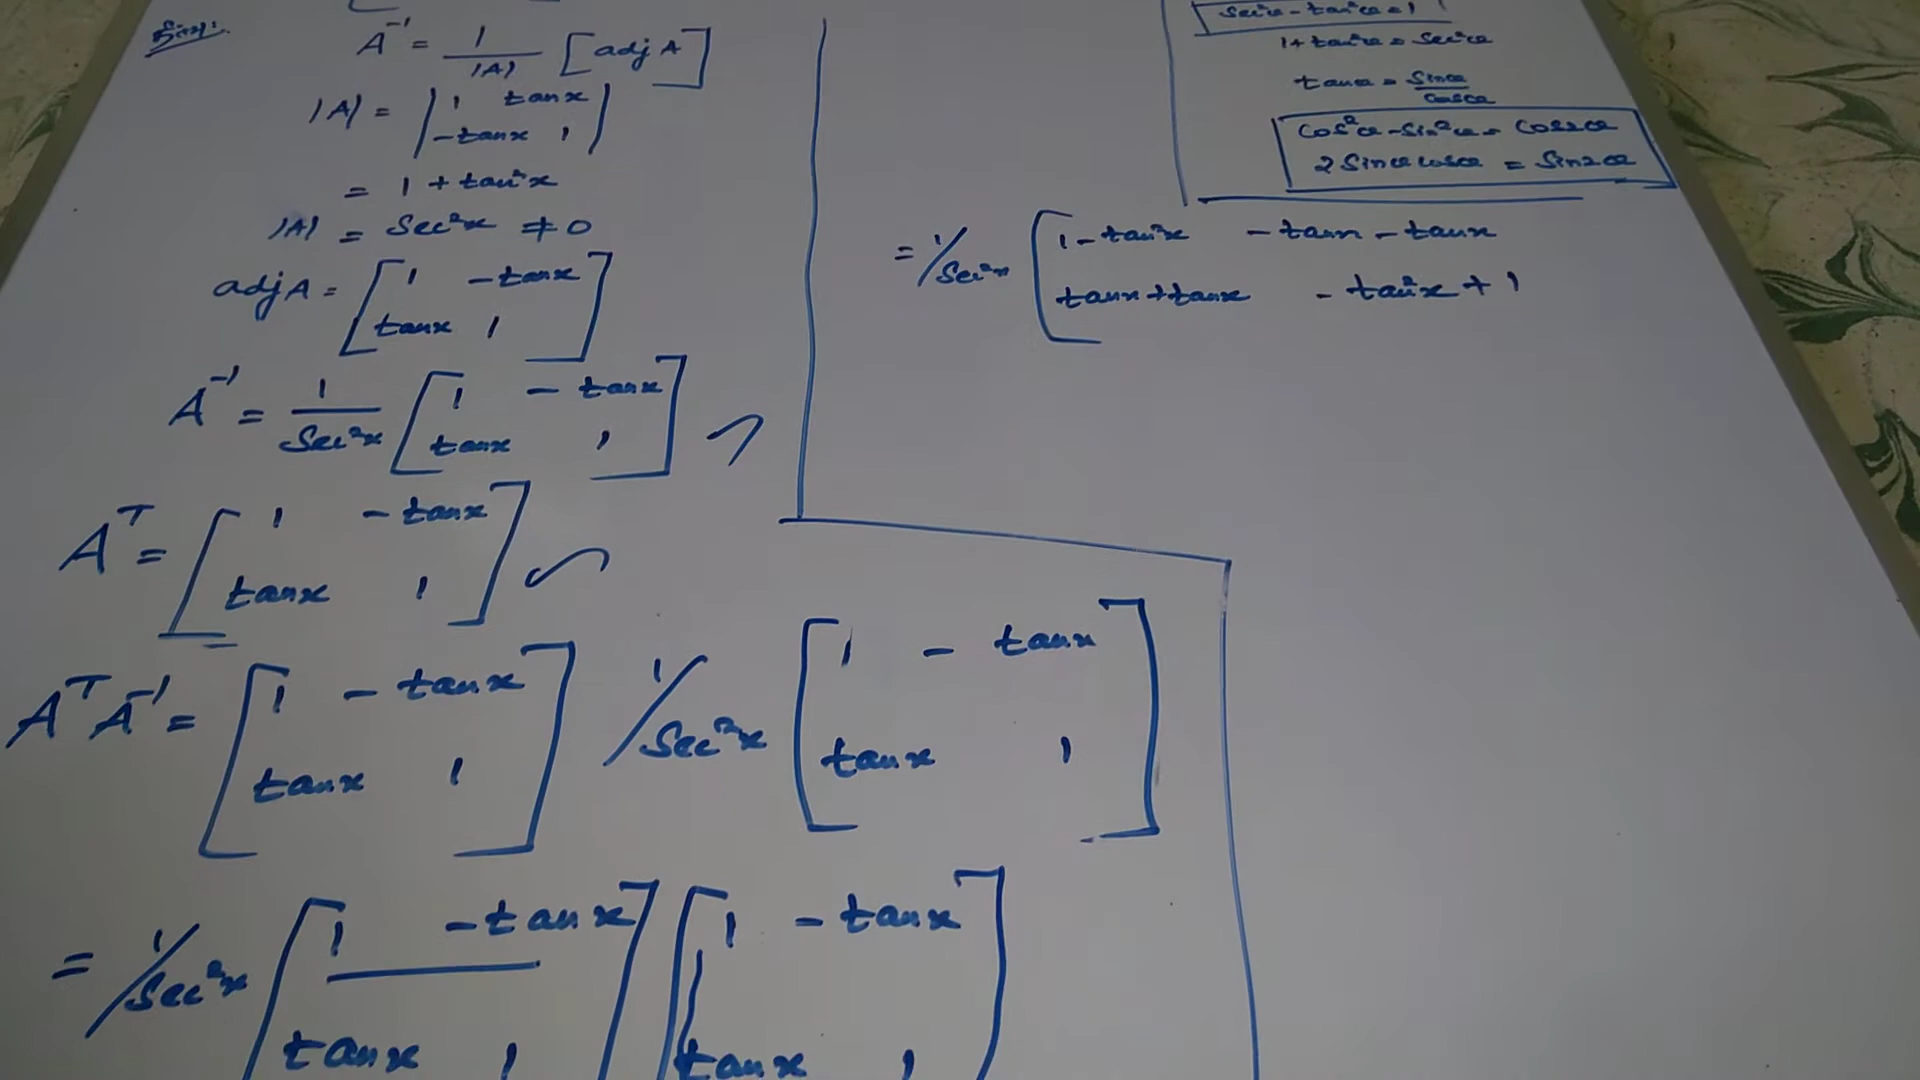 A⁻¹ = 1/|A| [adj A]
|A| = | 1 tanx |
| -tanx 1 |
= 1 + tan²x
|A| = Sec²x ≠ 0
adj A = [ 1 -tanx ]
[ tanx 1 ]
A⁻¹ = 1/Sec²x [ 1 - tanx ]
[ tanx 1 ]
Aᵀ = [ 1 - tanx ]
[ tanx 1 ]
AᵀA⁻¹ = [ 1 - tanx ] 1/Sec²x [ 1 - tanx ]
[ tanx 1 ] [ tanx 1 ]
= 1/Sec²x [ 1 -tanx ] [ 1 - tanx ]
[ tanx 1 ] [ tanx 1 ]
Sec²α - tan²α = 1
1 + tan²α = Sec²α
tanα = Sinα/Cosα
Cos²α - Sin²α = Cos2α
2 Sinα Cosα = Sin2α
= 1/Sec²x [ 1 - tan²x - tanx - tanx
tanx + tanx - tan²x + 1